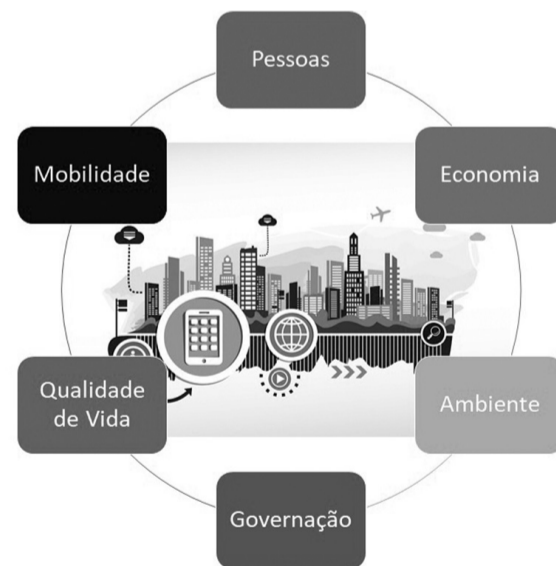 Pessoas
Mobilidade
Economia
Qualidade
de Vida
Ambiente
Governação